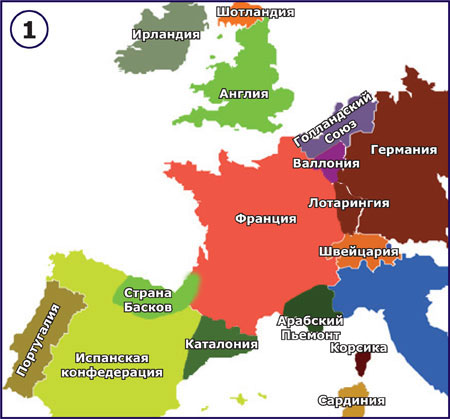 1
Шотландия
Ирландия
Англия
Голландский
Союз
Германия
Валлония
Лотарингия
Франция
Швейцария
Страна
Басков
Арабский
Пьемонт
Португалия
Каталония
Корсика
Испанская
конфедерация
Сардиния